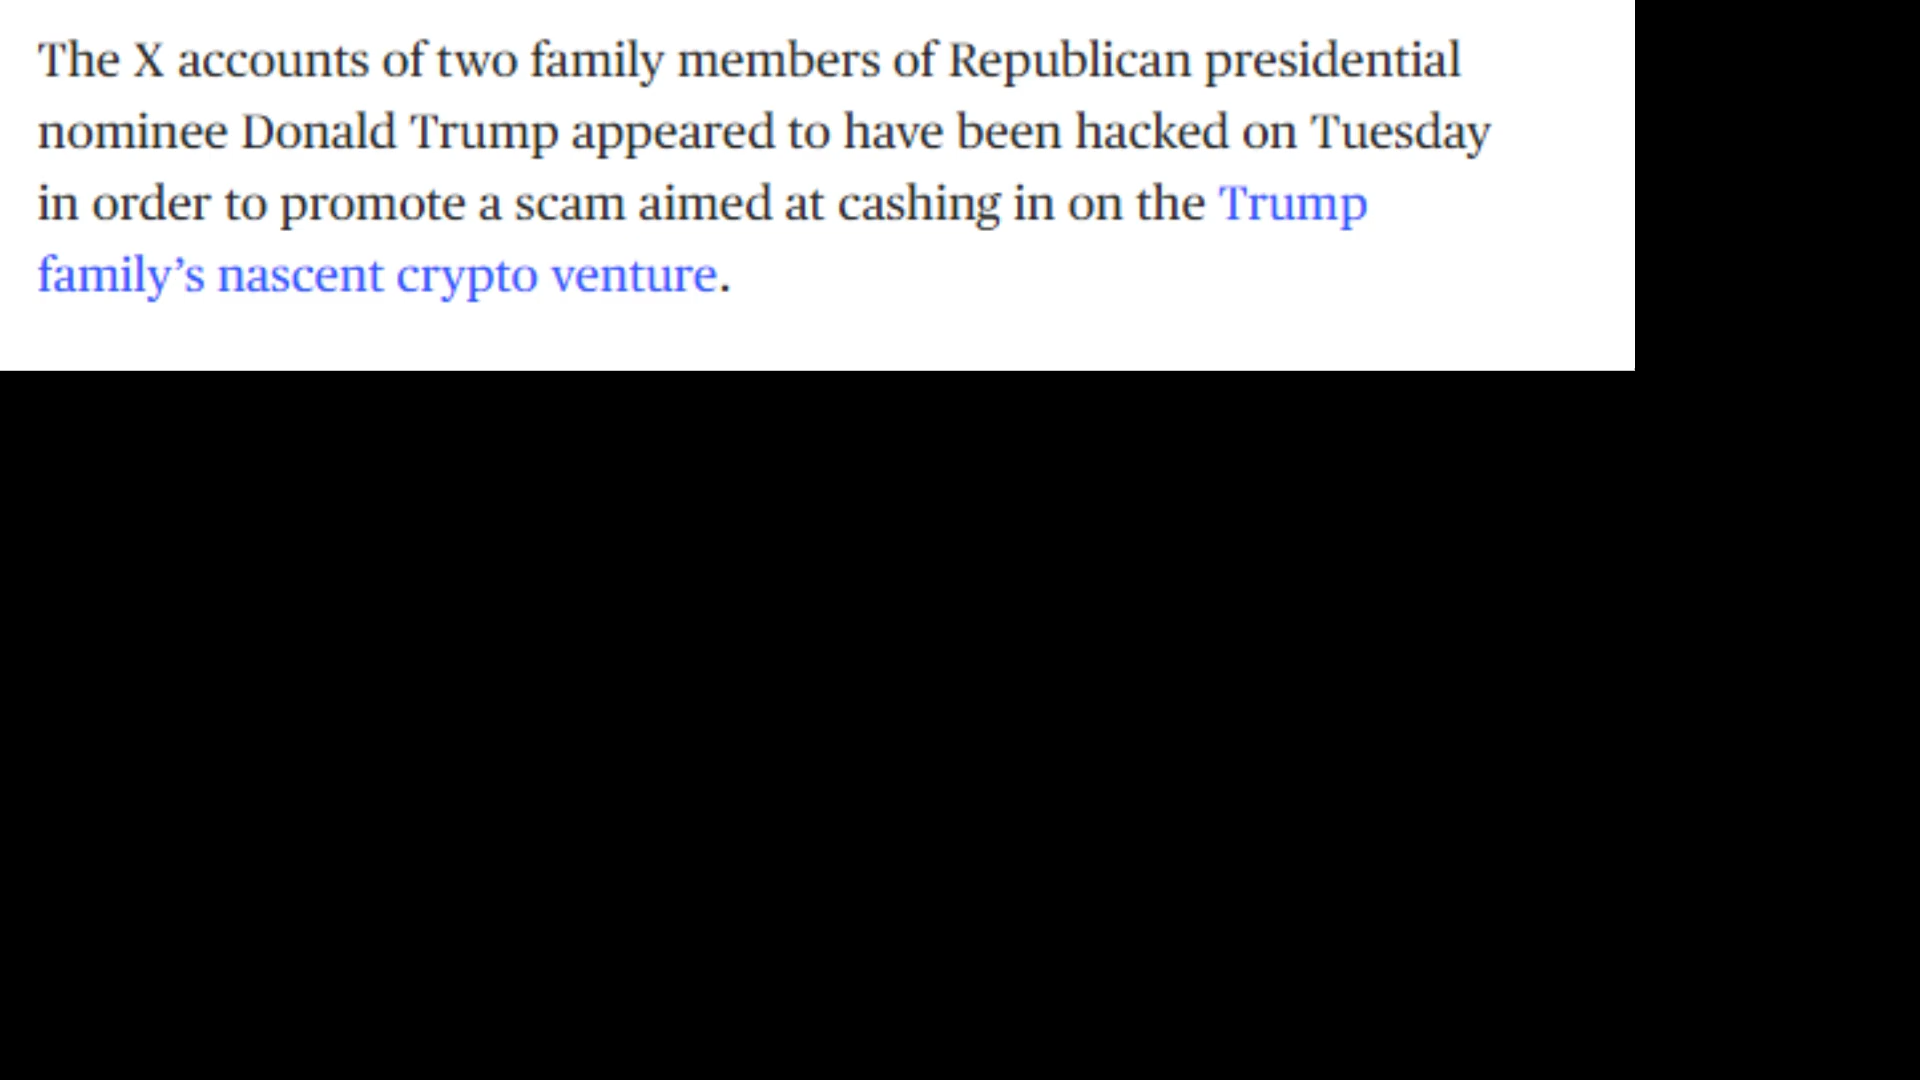 The X accounts of two family members of Republican presidential
nominee Donald Trump appeared to have been hacked on Tuesday
in order to promote a scam aimed at cashing in on the Trump
family’s nascent crypto venture.